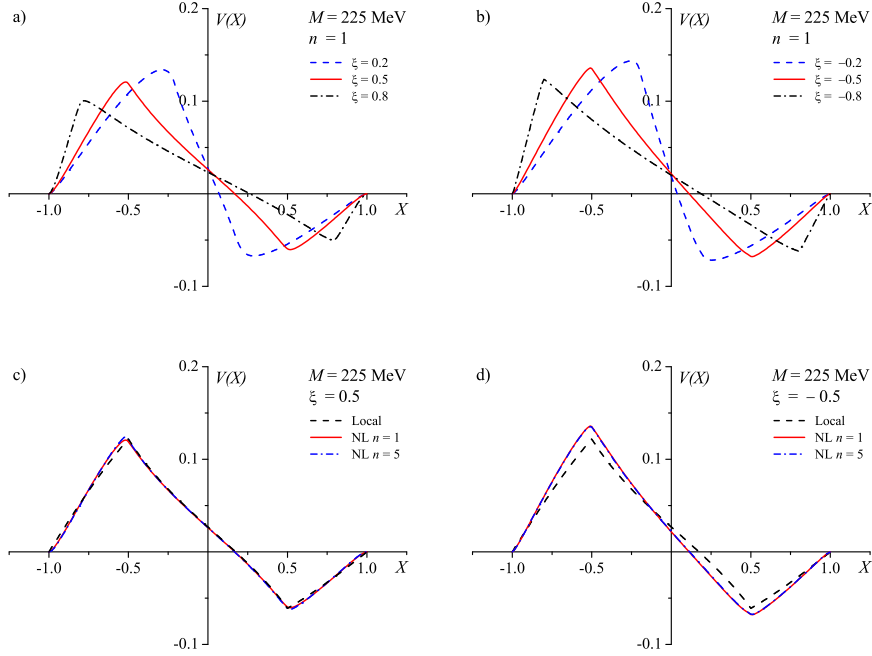 a)
0.2
V(X)
M = 225 MeV
n = 1
ξ = 0.2
ξ = 0.5
ξ = 0.8
0.1
-1.0
-0.5
0.5
1.0
X
-0.1
b)
0.2
V(X)
M = 225 MeV
n = 1
ξ = −0.2
ξ = −0.5
ξ = −0.8
0.1
-1.0
-0.5
0.5
1.0
X
-0.1
c)
0.2
V(X)
M = 225 MeV
ξ = 0.5
Local
NL n = 1
NL n = 5
0.1
-1.0
-0.5
0.5
1.0
X
-0.1
d)
0.2
V(X)
M = 225 MeV
ξ = − 0.5
Local
NL n = 1
NL n = 5
0.1
-1.0
-0.5
0.5
1.0
X
-0.1